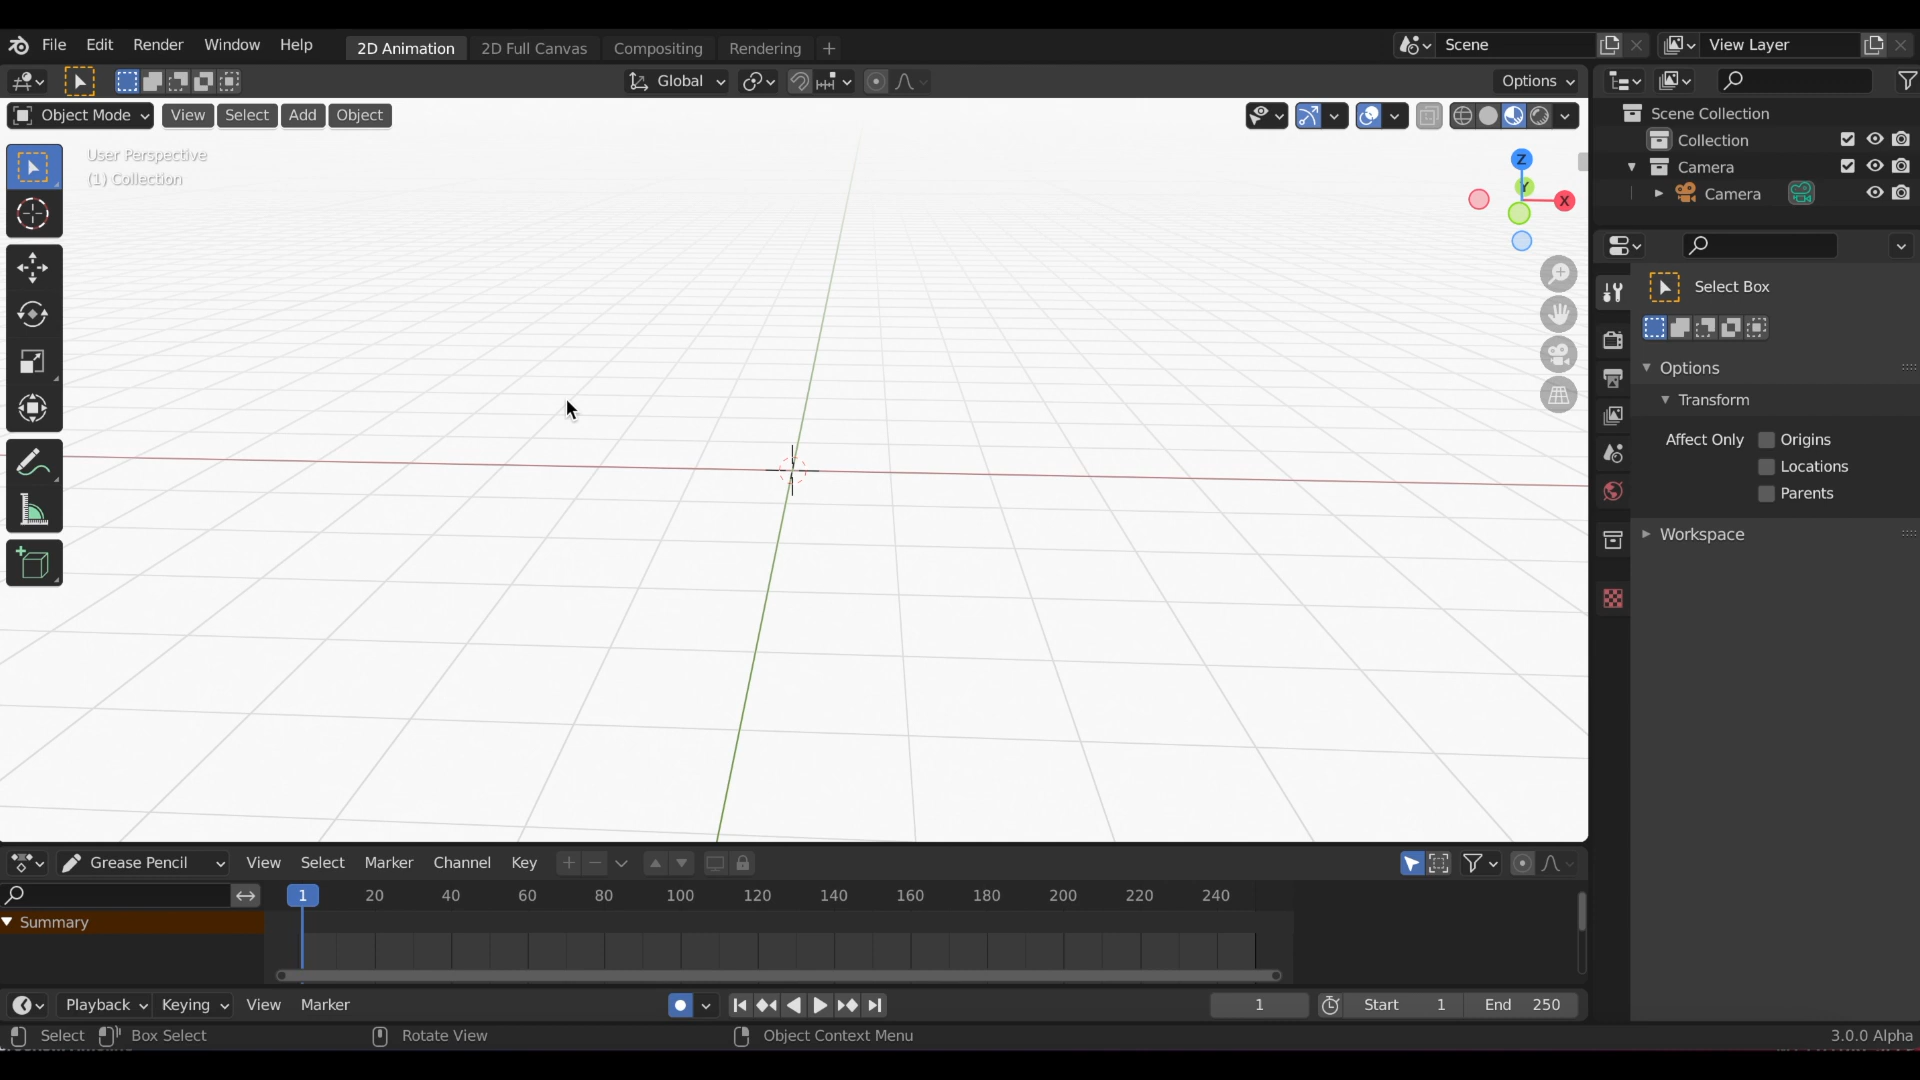 File Edit Render Window Help 2D Animation 2D Full Canvas Compositing Rendering + Scene View Layer
Global Options
Object Mode View Select Add Object
User Perspective
(1) Collection
Z
Y
X
Scene Collection
Collection
Camera
Camera
Select Box
Options
Transform
Affect Only Origins
Locations
Parents
Workspace
Grease Pencil View Select Marker Channel Key
1 20 40 60 80 100 120 140 160 180 200 220 240
Summary
Playback Keying View Marker 1 Start 1 End 250
Select Box Select Rotate View Object Context Menu 3.0.0 Alpha